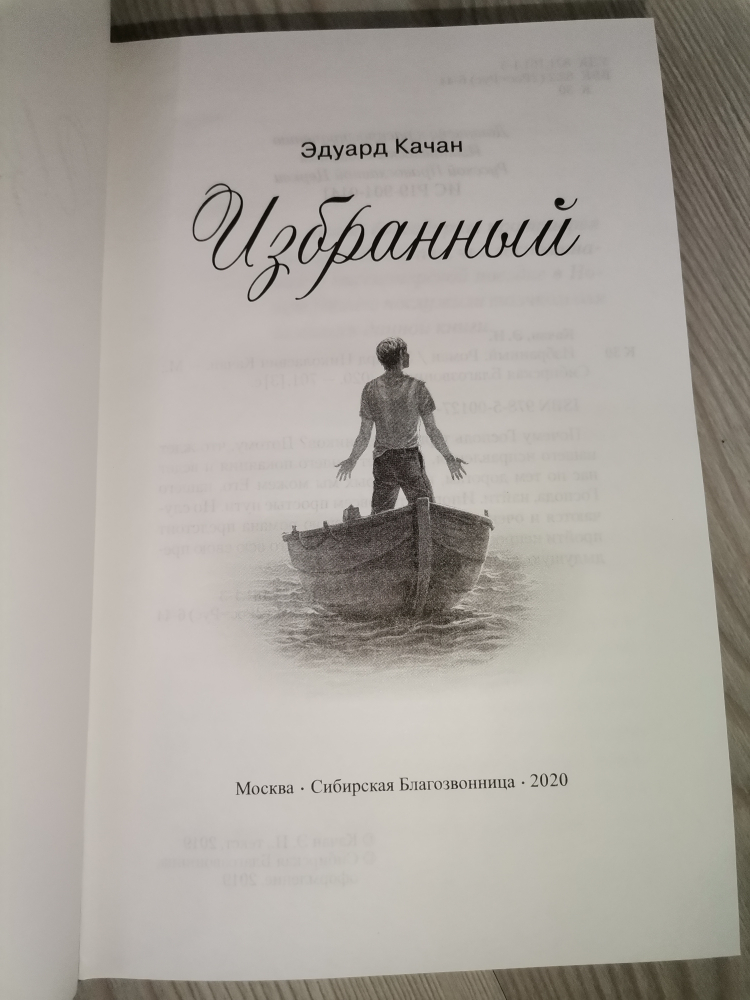 Эдуард Качан
Избранный
Москва · Сибирская Благозвонница · 2020